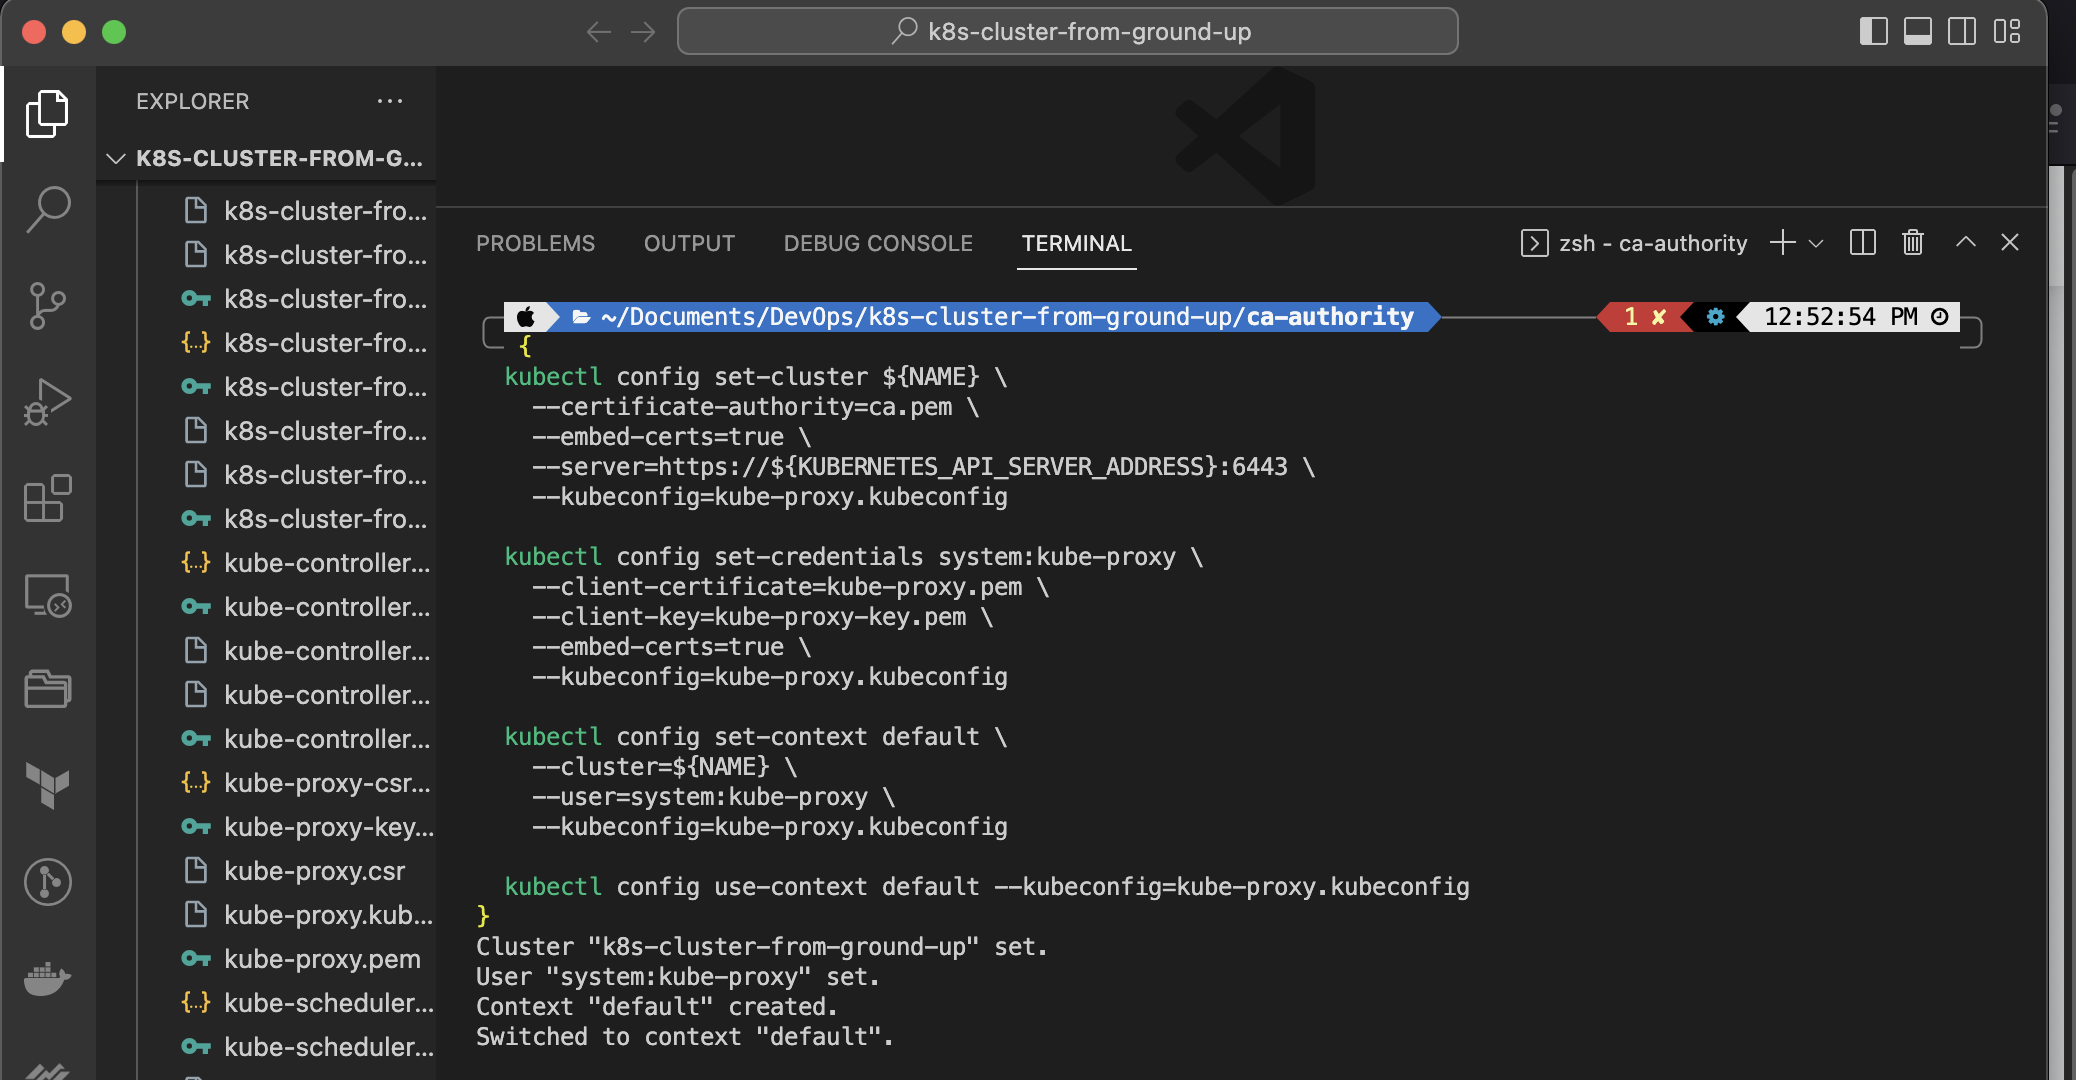 k8s-cluster-from-ground-up
EXPLORER
K8S-CLUSTER-FROM-G...
k8s-cluster-fro...
k8s-cluster-fro...
k8s-cluster-fro...
k8s-cluster-fro...
k8s-cluster-fro...
k8s-cluster-fro...
k8s-cluster-fro...
k8s-cluster-fro...
kube-controller...
kube-controller...
kube-controller...
kube-controller...
kube-controller...
kube-proxy-csr...
kube-proxy-key...
kube-proxy.csr
kube-proxy.kub...
kube-proxy.pem
kube-scheduler...
kube-scheduler...
PROBLEMS OUTPUT DEBUG CONSOLE TERMINAL zsh - ca-authority
~/Documents/DevOps/k8s-cluster-from-ground-up/ca-authority 1 ✘ 12:52:54 PM
{
kubectl config set-cluster ${NAME} \
--certificate-authority=ca.pem \
--embed-certs=true \
--server=https://${KUBERNETES_API_SERVER_ADDRESS}:6443 \
--kubeconfig=kube-proxy.kubeconfig
kubectl config set-credentials system:kube-proxy \
--client-certificate=kube-proxy.pem \
--client-key=kube-proxy-key.pem \
--embed-certs=true \
--kubeconfig=kube-proxy.kubeconfig
kubectl config set-context default \
--cluster=${NAME} \
--user=system:kube-proxy \
--kubeconfig=kube-proxy.kubeconfig
kubectl config use-context default --kubeconfig=kube-proxy.kubeconfig
}
Cluster "k8s-cluster-from-ground-up" set.
User "system:kube-proxy" set.
Context "default" created.
Switched to context "default".